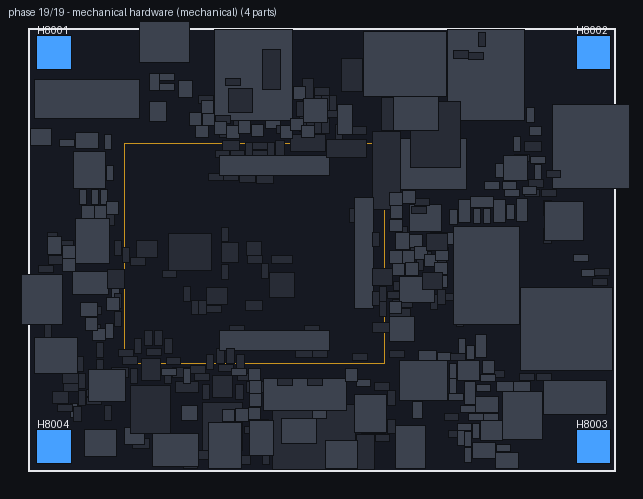 phase 19/19 - mechanical hardware (mechanical) (4 parts)
H8001
H8002
H8004
H8003